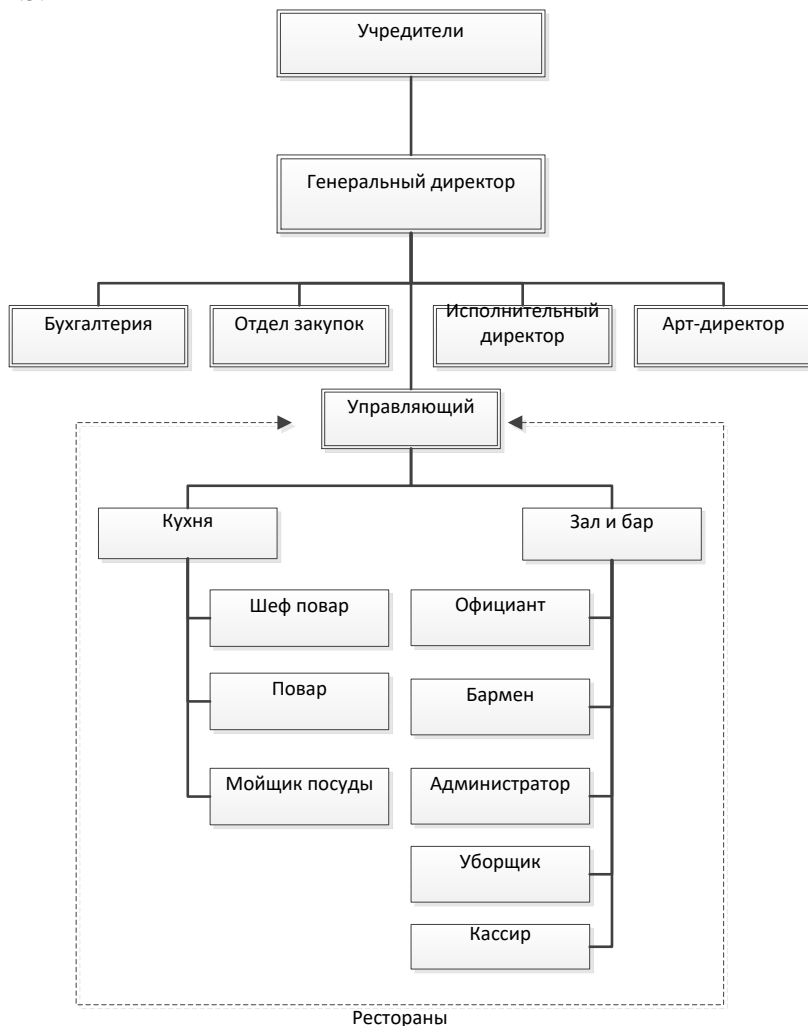 Учредители
Генеральный директор
Бухгалтерия
Отдел закупок
Исполнительный
директор
Арт-директор
Управляющий
Кухня
Зал и бар
Шеф повар
Официант
Повар
Бармен
Мойщик посуды
Администратор
Уборщик
Кассир
Рестораны